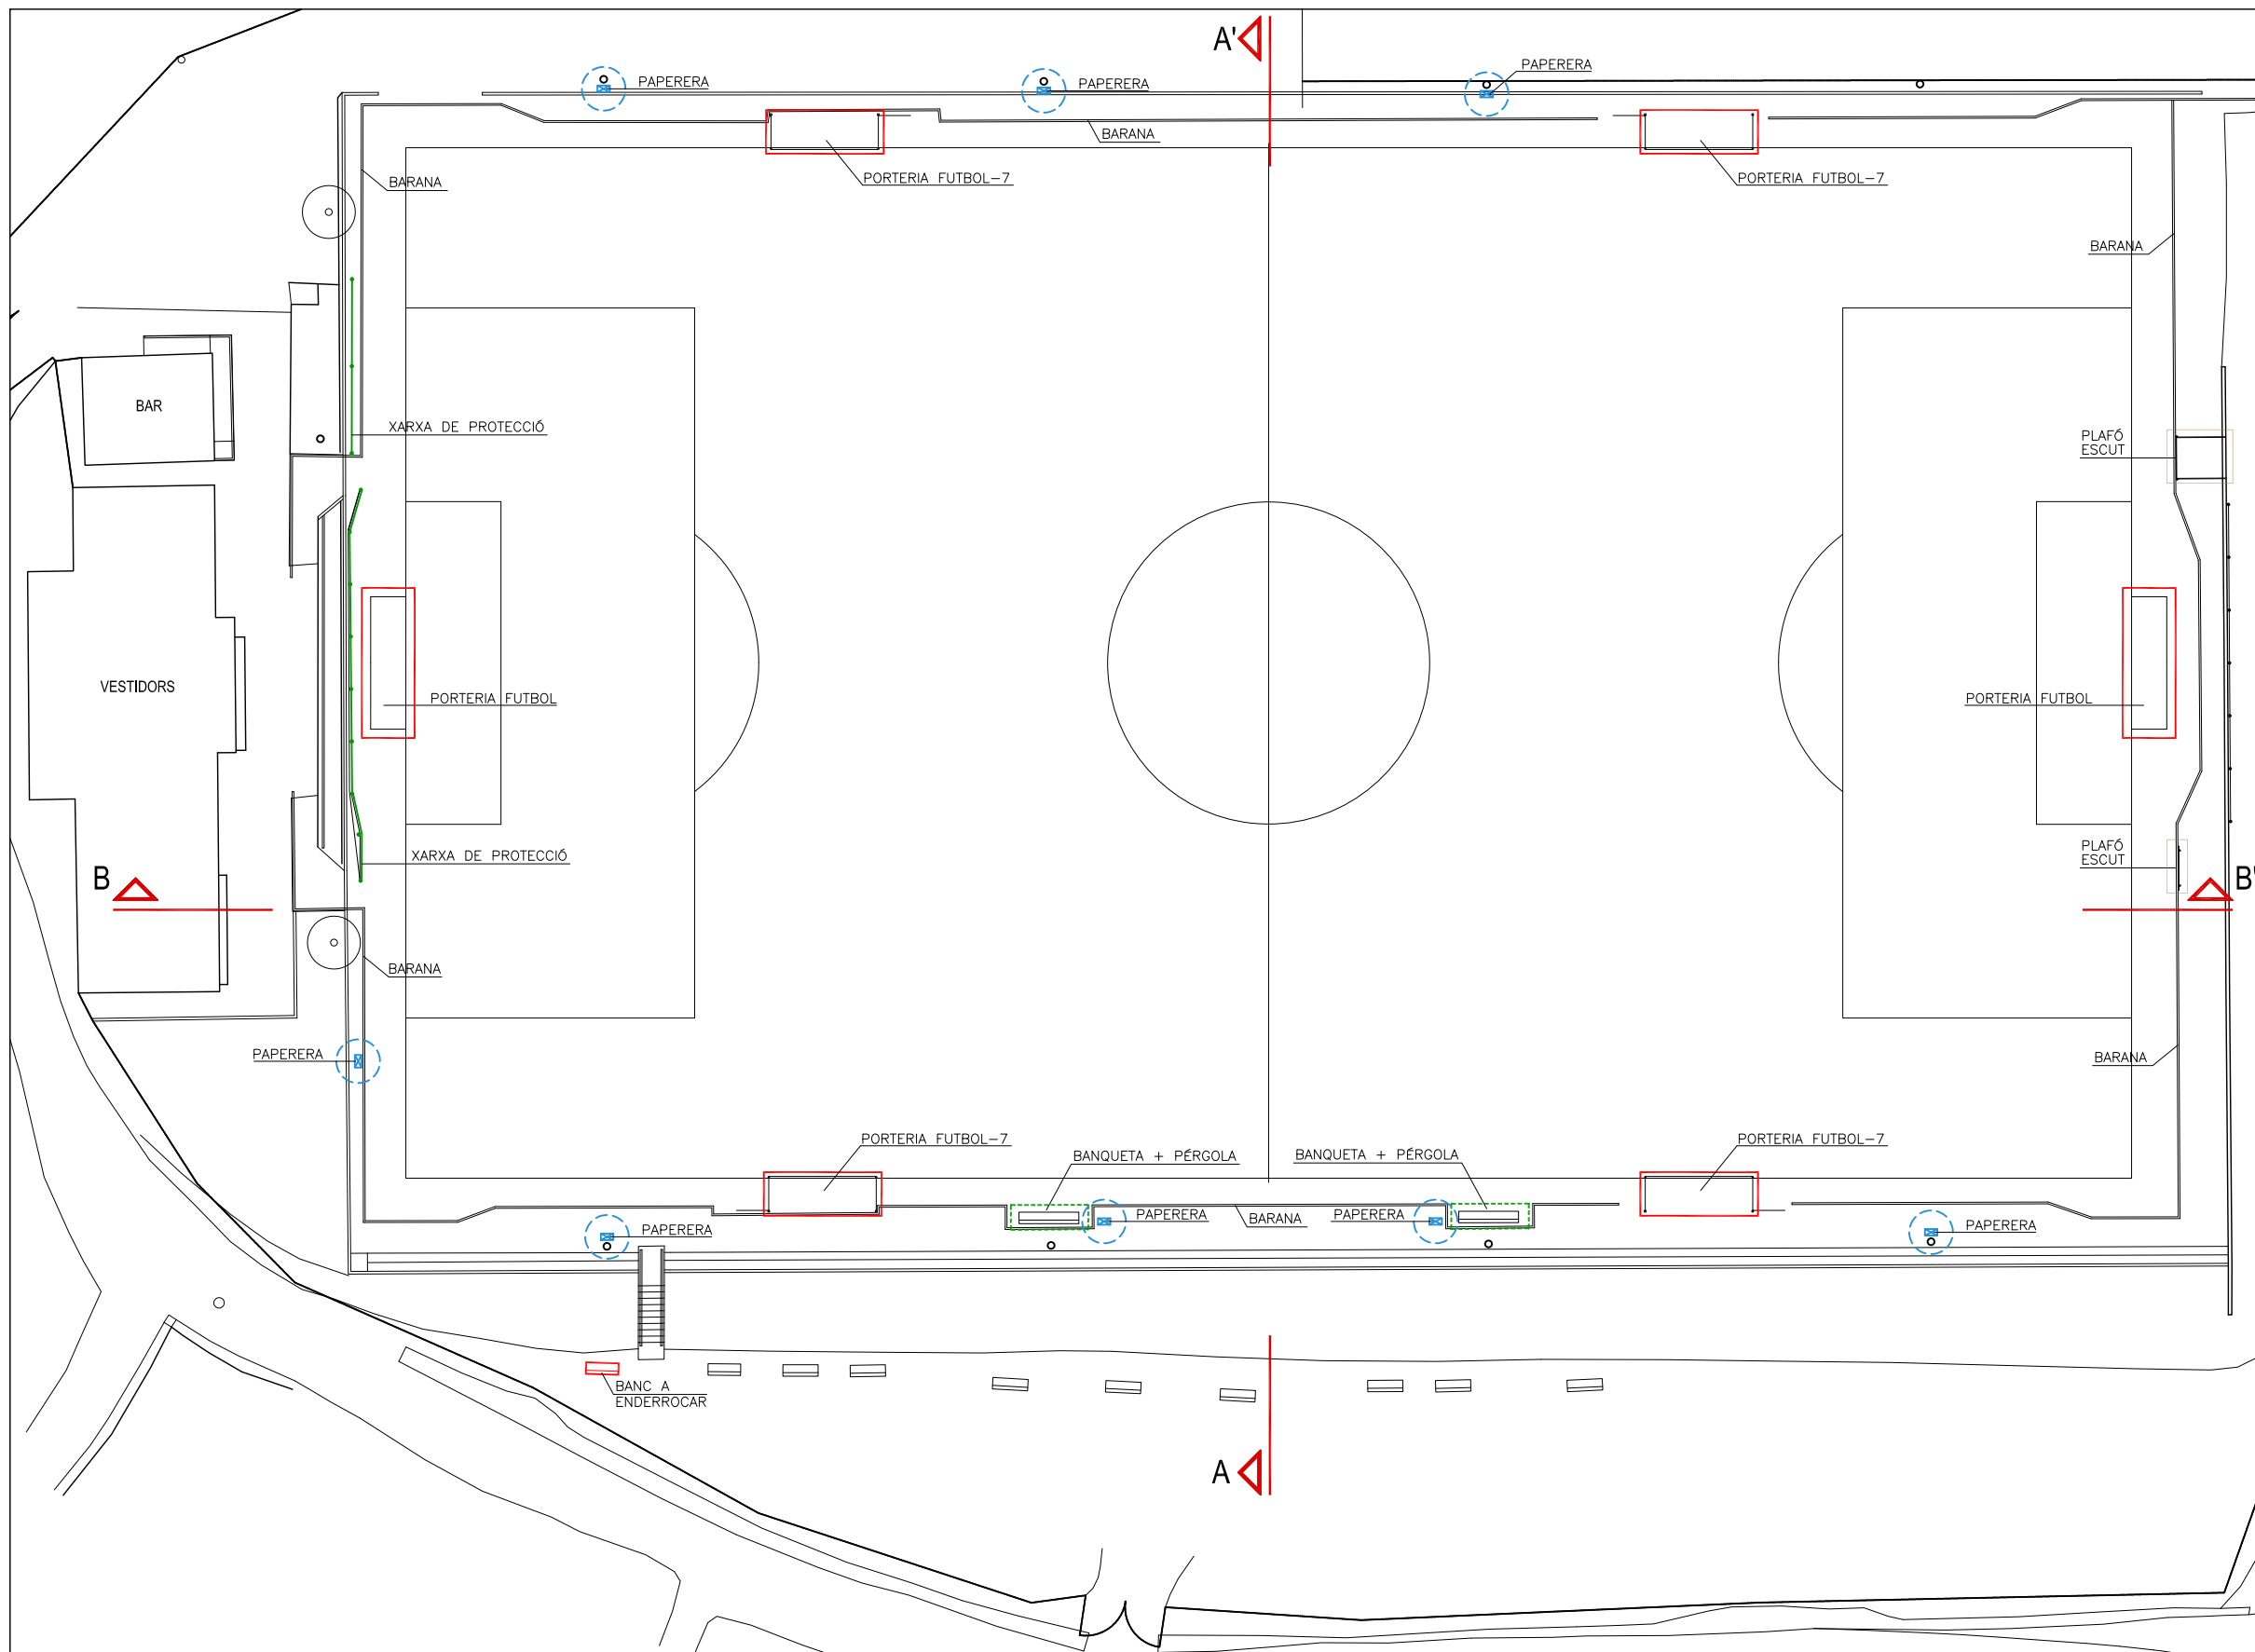 A'
PAPERERA
PAPERERA
PAPERERA
BARANA
BARANA
PORTERIA FUTBOL-7
PORTERIA FUTBOL-7
BARANA
BAR
XARXA DE PROTECCIÓ
PLAFÓ
ESCUT
VESTIDORS
PORTERIA FUTBOL
PORTERIA FUTBOL
XARXA DE PROTECCIÓ
PLAFÓ
ESCUT
B
B'
BARANA
PAPERERA
BARANA
PORTERIA FUTBOL-7
BANQUETA + PÉRGOLA
BANQUETA + PÉRGOLA
PORTERIA FUTBOL-7
PAPERERA
PAPERERA
BARANA
PAPERERA
PAPERERA
BANC A
ENDERROCAR
A